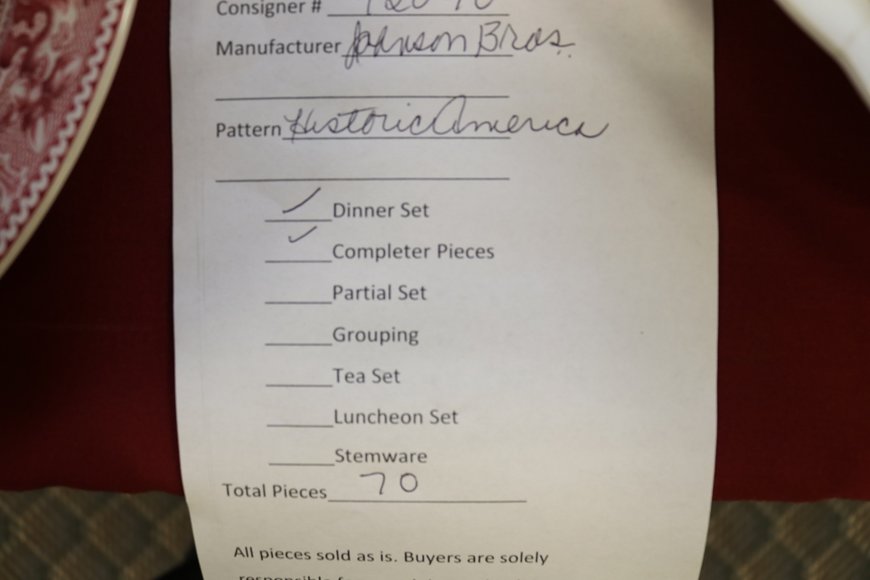 Consigner #
Manufacturer Johnson Bros.
Pattern Historic America
✓ Dinner Set
✓ Completer Pieces
Partial Set
Grouping
Tea Set
Luncheon Set
Stemware
Total Pieces 70
All pieces sold as is. Buyers are solely
responsible